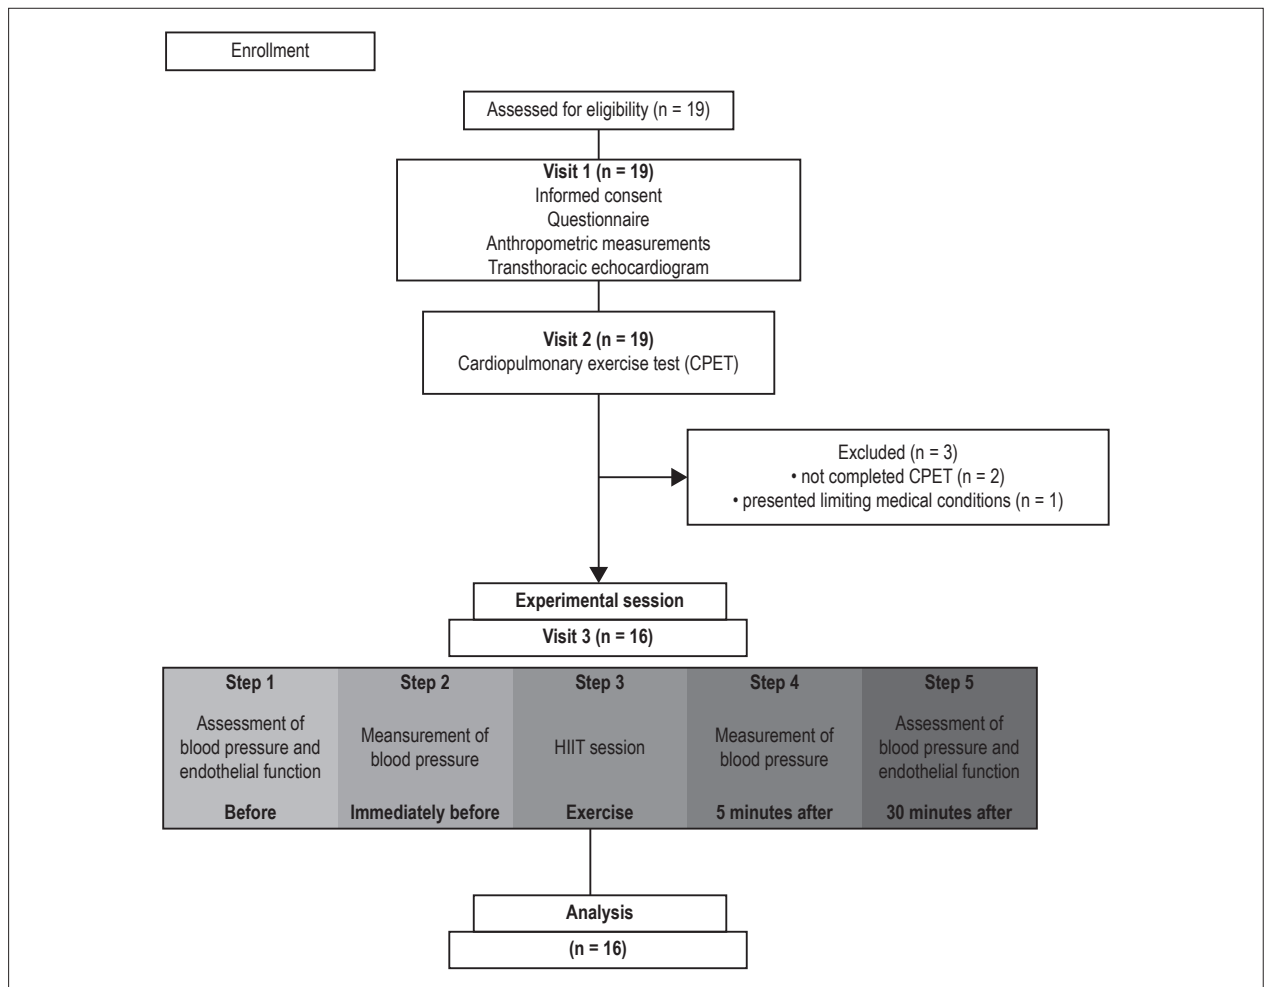 Enrollment
Assessed for eligibility (n = 19)
Visit 1 (n = 19)
Informed consent
Questionnaire
Anthropometric measurements
Transthoracic echocardiogram
Visit 2 (n = 19)
Cardiopulmonary exercise test (CPET)
Excluded (n = 3)
• not completed CPET (n = 2)
• presented limiting medical conditions (n = 1)
Experimental session
Visit 3 (n = 16)
Step 1
Assessment of
blood pressure and
endothelial function
Before
Step 2
Meansurement of
blood pressure
Immediately before
Step 3
HIIT session
Exercise
Step 4
Measurement of
blood pressure
5 minutes after
Step 5
Assessment of
blood pressure and
endothelial function
30 minutes after
Analysis
(n = 16)